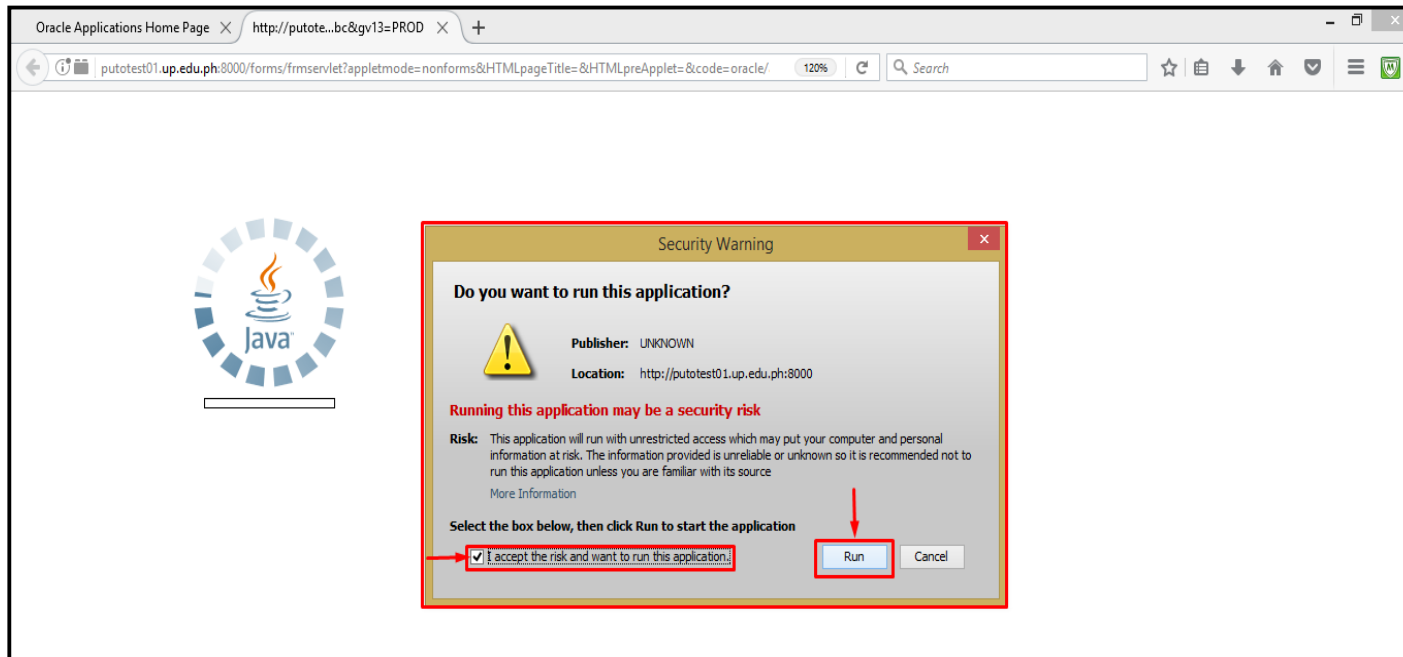 Oracle Applications Home Page
http://putote...bc&gv13=PROD
putotest01.up.edu.ph:8000/forms/frmservlet?appletmode=nonforms&HTMLpageTitle=&HTMLpreApplet=&code=oracle/
120%
Search
Java
Security Warning
Do you want to run this application?
Publisher: UNKNOWN
Location: http://putotest01.up.edu.ph:8000
Running this application may be a security risk
Risk: This application will run with unrestricted access which may put your computer and personal
information at risk. The information provided is unreliable or unknown so it is recommended not to
run this application unless you are familiar with its source
More Information
Select the box below, then click Run to start the application
I accept the risk and want to run this application.
Run
Cancel